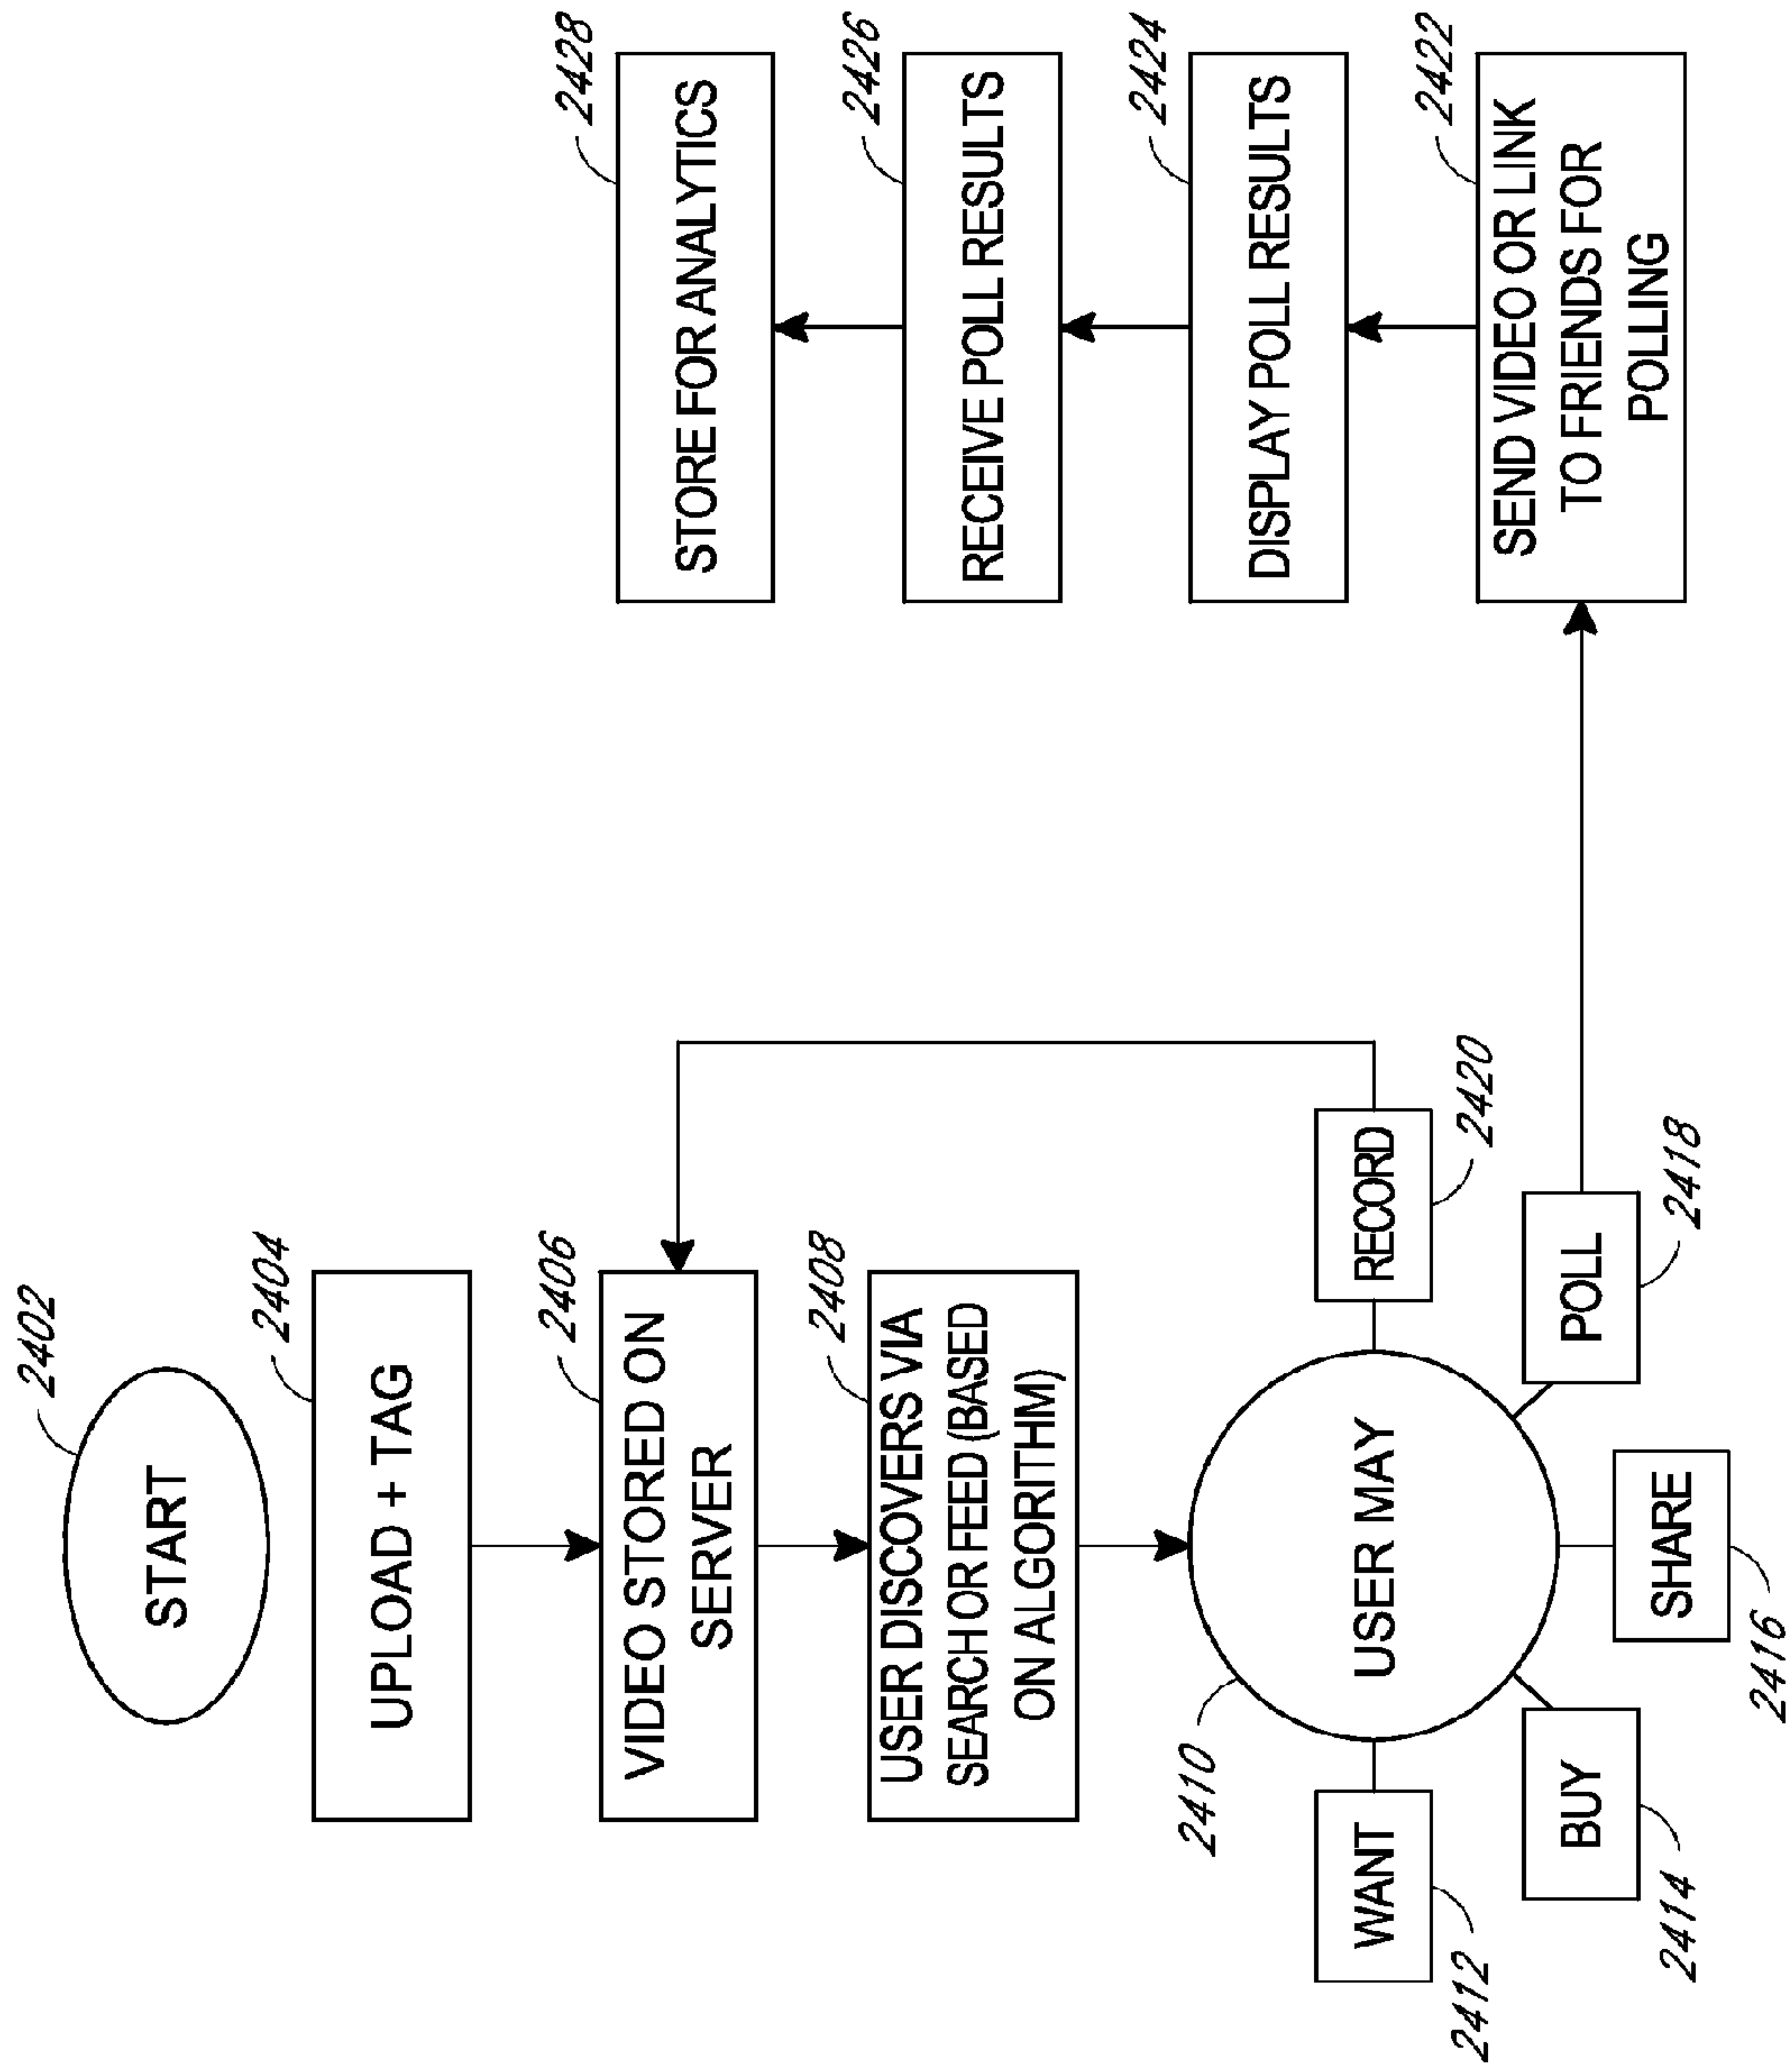 2402
START
2404
UPLOAD + TAG
2406
VIDEO STORED ON
SERVER
2408
USER DISCOVERS VIA
SEARCH OR FEED (BASED
ON ALGORITHM)
2410
USER MAY
WANT
2412
BUY
2414
SHARE
2416
POLL
2418
RECORD
2420
SEND VIDEO OR LINK
TO FRIENDS FOR
POLLING
2422
DISPLAY POLL RESULTS
2424
RECEIVE POLL RESULTS
2426
STORE FOR ANALYTICS
2428